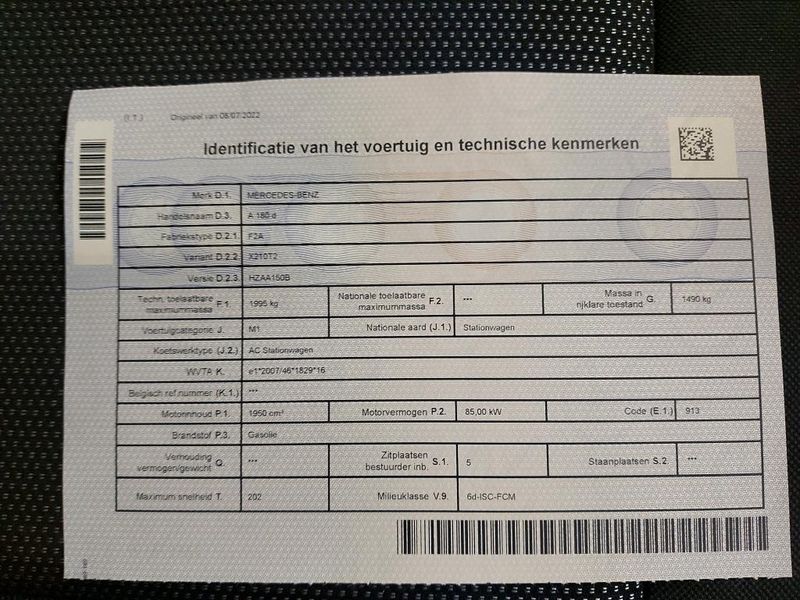 (I.T.) Origineel van 08/07/2022
Identificatie van het voertuig en technische kenmerken
Merk D.1. MERCEDES-BENZ
Handelsnaam D.3. A 180 d
Fabriekstype D.2.1. F2A
Variant D.2.2. X210T2
Versie D.2.3. HZAA150B
Techn. toelaatbare maximummassa F.1. 1995 kg Nationale toelaatbare maximummassa F.2. --- Massa in rijklare toestand G. 1490 kg
Voertuigcategorie J. M1 Nationale aard (J.1.) Stationwagen
Koetswerktype (J.2.) AC Stationwagen
WVTA K. e1*2007/46*1829*16
Belgisch ref nummer (K.1.) ---
Motorinhoud P.1. 1950 cm³ Motorvermogen P.2. 85,00 kW Code (E.1.) 913
Brandstof P.3. Gasolie
Verhouding vermogen/gewicht Q. --- Zitplaatsen bestuurder inb. S.1. 5 Staanplaatsen S.2. ---
Maximum snelheid T. 202 Milieuklasse V.9. 6d-ISC-FCM